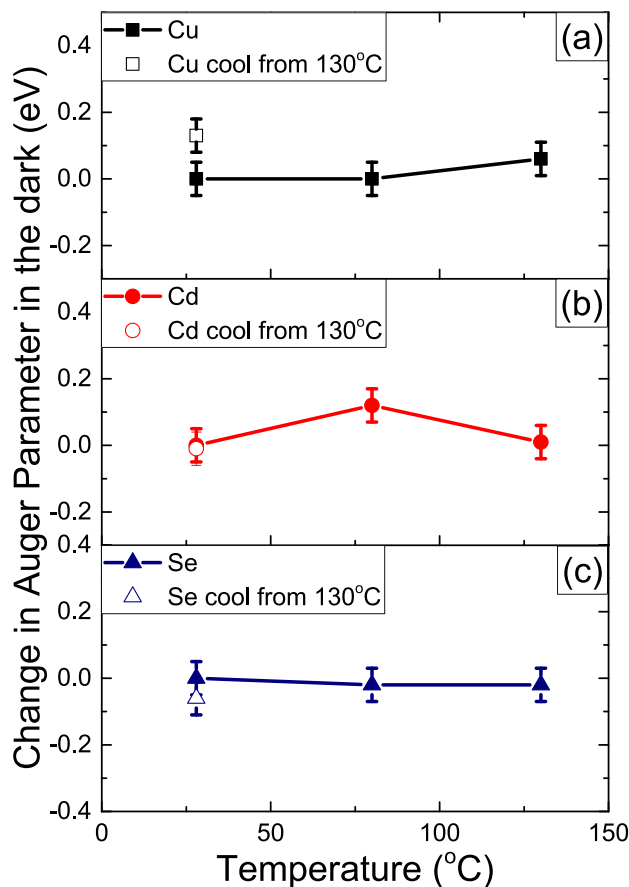 Change in Auger Parameter in the dark (eV)
0.4
0.2
0.0
-0.2
Cu
Cu cool from 130°C
(a)
0.4
0.2
0.0
-0.2
Cd
Cd cool from 130°C
(b)
0.4
0.2
0.0
-0.2
-0.4
Se
Se cool from 130°C
(c)
0 50 100 150
Temperature (°C)